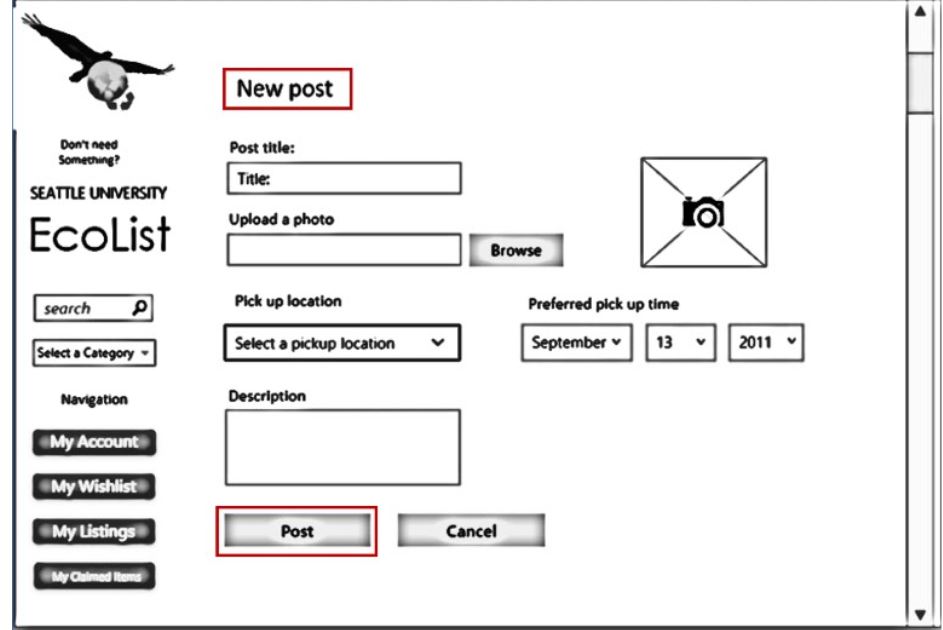 New post
Don't need
Something?
SEATTLE UNIVERSITY
EcoList
search
Select a Category
Navigation
My Account
My Wishlist
My Listings
My Claimed Items
Post title:
Title:
Upload a photo
Browse
Pick up location
Select a pickup location
Preferred pick up time
September 13 2011
Description
Post Cancel